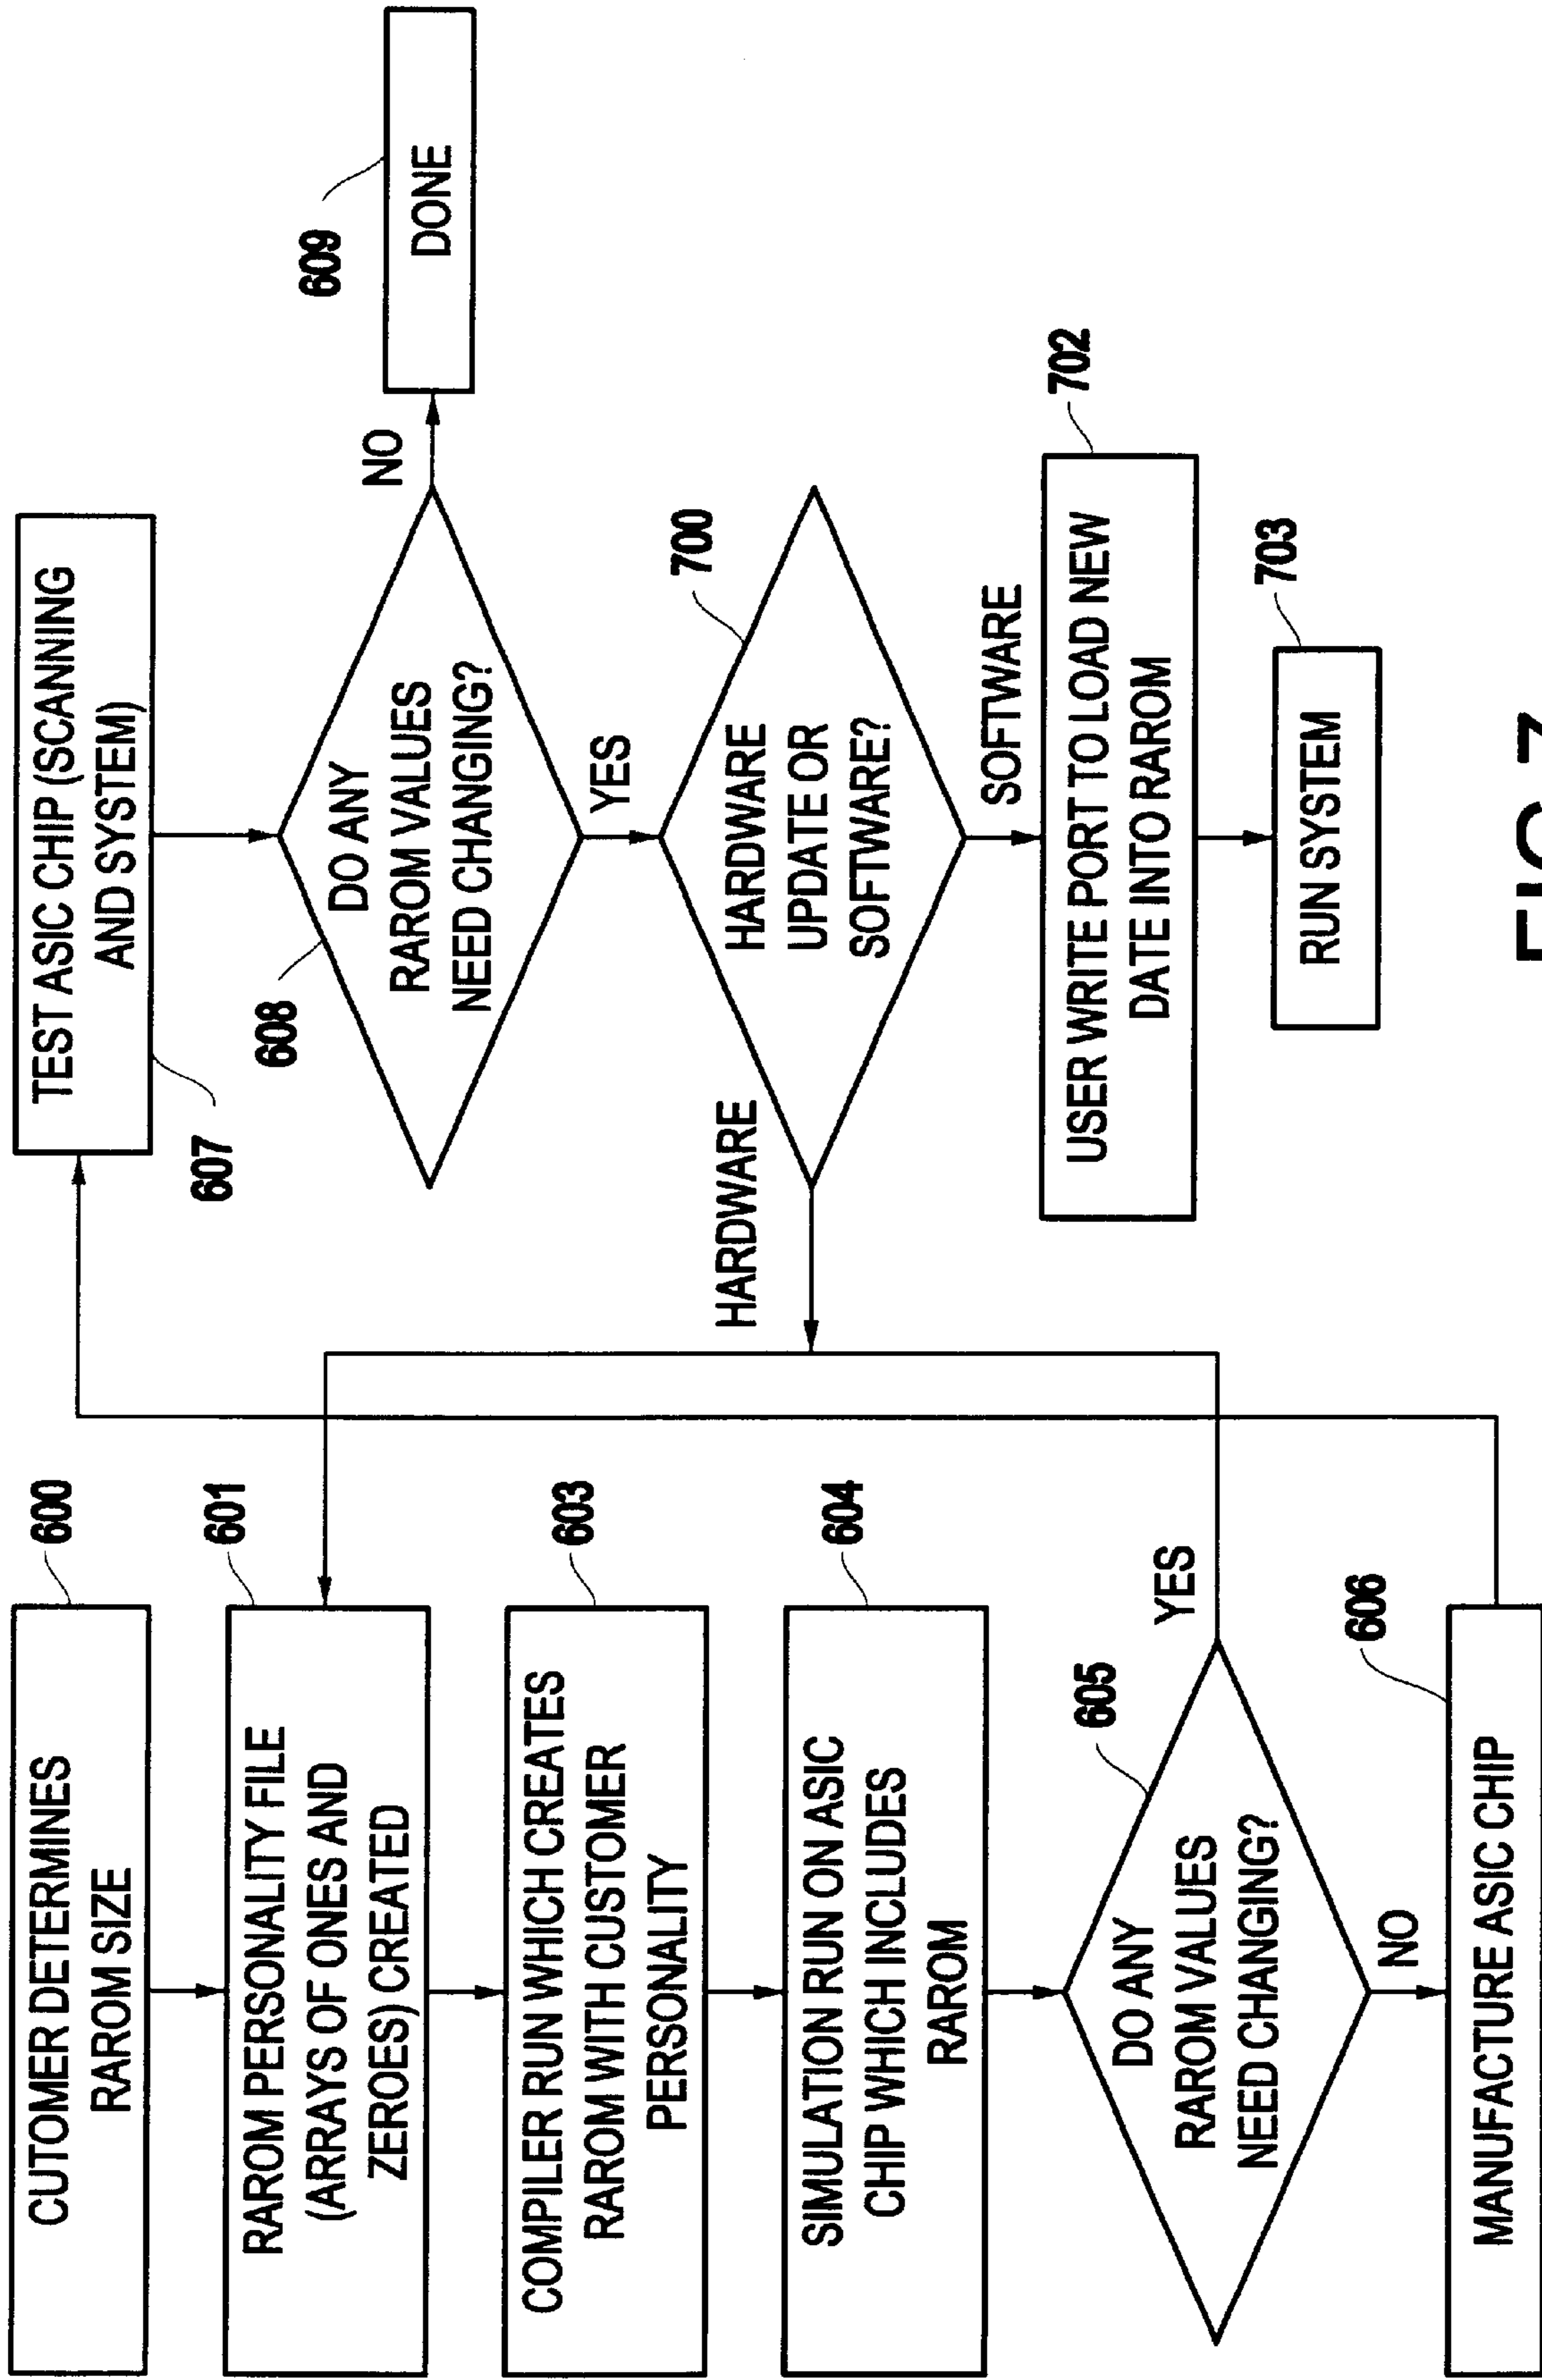 CUTOMER DETERMINES
RAROM SIZE
600
RAROM PERSONALITY FILE
(ARRAYS OF ONES AND
ZEROES) CREATED
601
COMPILER RUN WHICH CREATES
RAROM WITH CUSTOMER
PERSONALITY
603
SIMULATION RUN ON ASIC
CHIP WHICH INCLUDES
RAROM
604
DO ANY
RAROM VALUES
NEED CHANGING?
605
YES
NO
MANUFACTURE ASIC CHIP
606
TEST ASIC CHIP (SCANNING
AND SYSTEM)
607
DO ANY
RAROM VALUES
NEED CHANGING?
608
NO
DONE
609
YES
HARDWARE
UPDATE OR
SOFTWARE?
700
HARDWARE
SOFTWARE
USER WRITE PORT TO LOAD NEW
DATE INTO RAROM
702
RUN SYSTEM
703